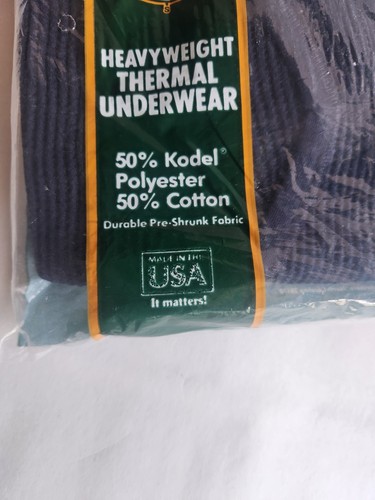 HEAVYWEIGHT
THERMAL
UNDERWEAR
50% Kodel®
Polyester
50% Cotton
Durable Pre-Shrunk Fabric
MADE IN THE
USA
It matters!